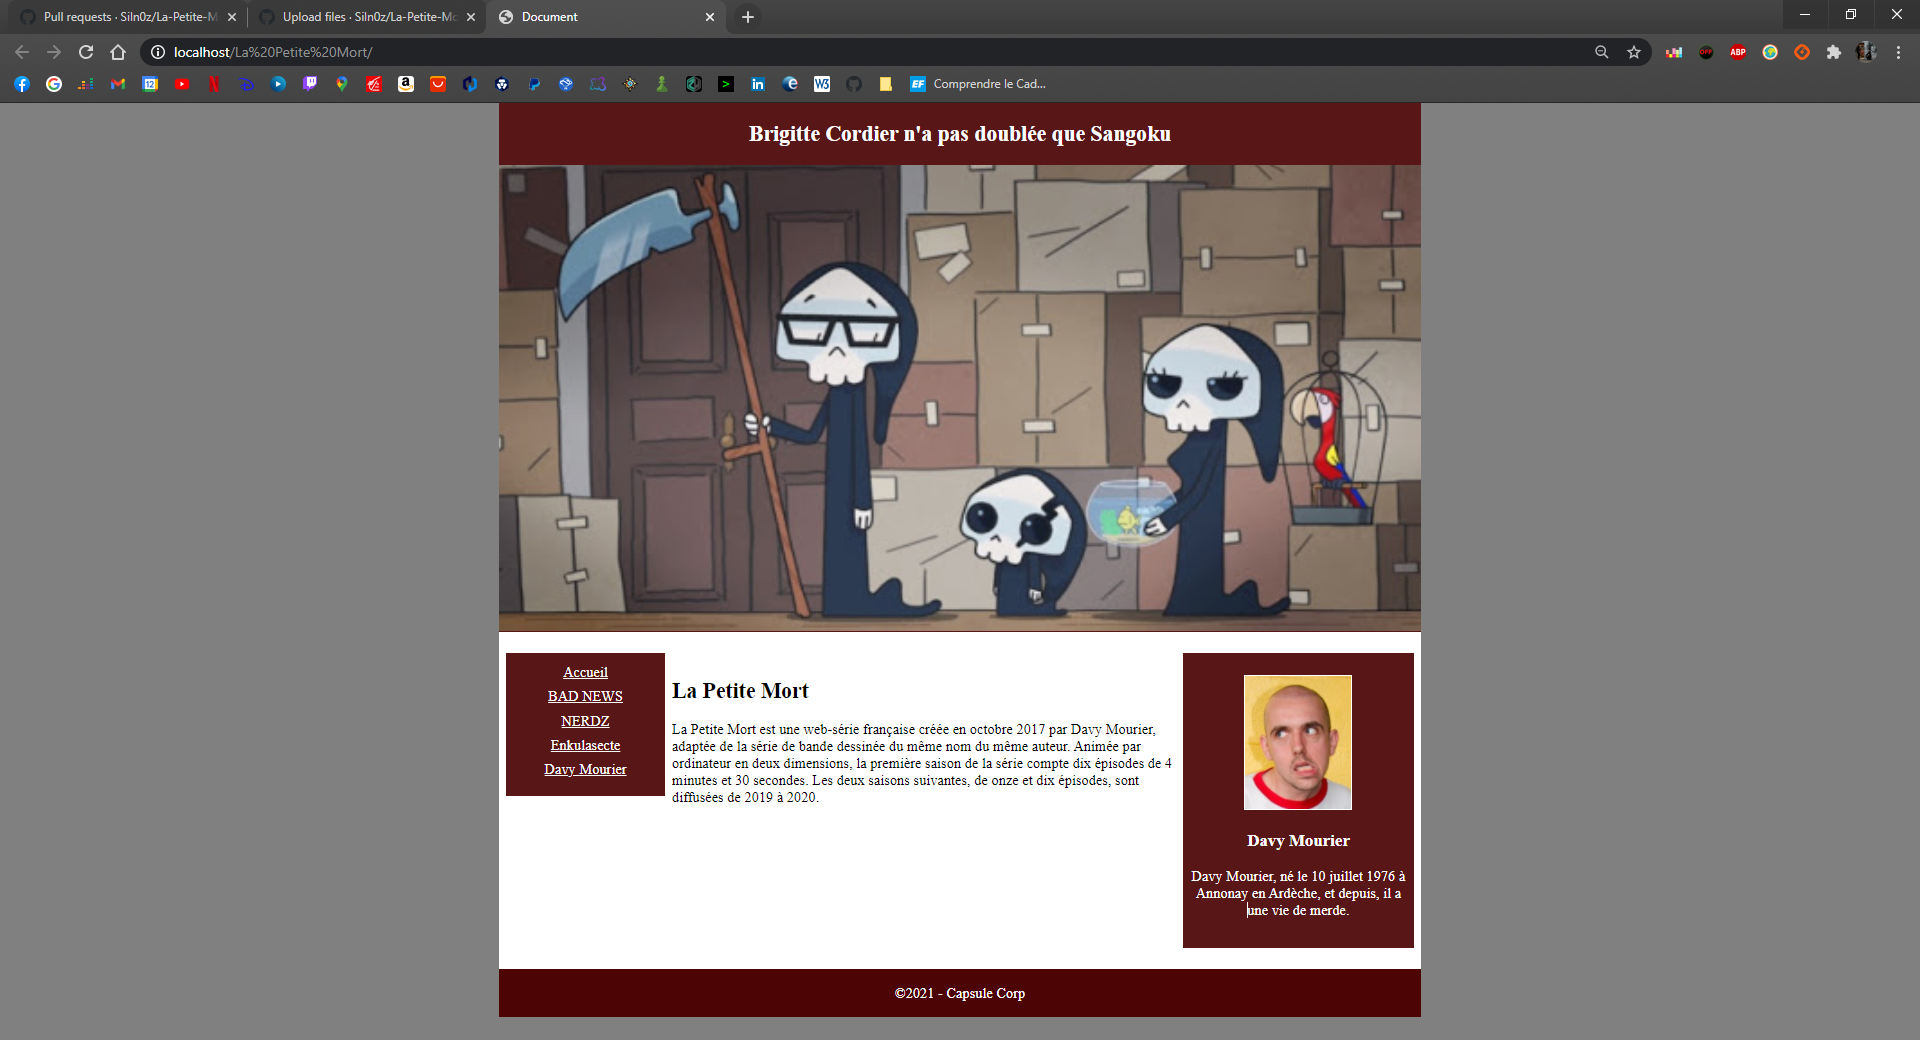 Pull requests · Siln0z/La-Petite-M
Upload files · Siln0z/La-Petite-Mo
Document
localhost/La%20Petite%20Mort/
OFF
ABP
12
a
>
in
W3
EF Comprendre le Cad...
Brigitte Cordier n'a pas doublée que Sangoku
Accueil
BAD NEWS
NERDZ
Enkulasecte
Davy Mourier
La Petite Mort
La Petite Mort est une web-série française créée en octobre 2017 par Davy Mourier,
adaptée de la série de bande dessinée du même nom du même auteur. Animée par
ordinateur en deux dimensions, la première saison de la série compte dix épisodes de 4
minutes et 30 secondes. Les deux saisons suivantes, de onze et dix épisodes, sont
diffusées de 2019 à 2020.
Davy Mourier
Davy Mourier, né le 10 juillet 1976 à
Annonay en Ardèche, et depuis, il a
une vie de merde.
©2021 - Capsule Corp